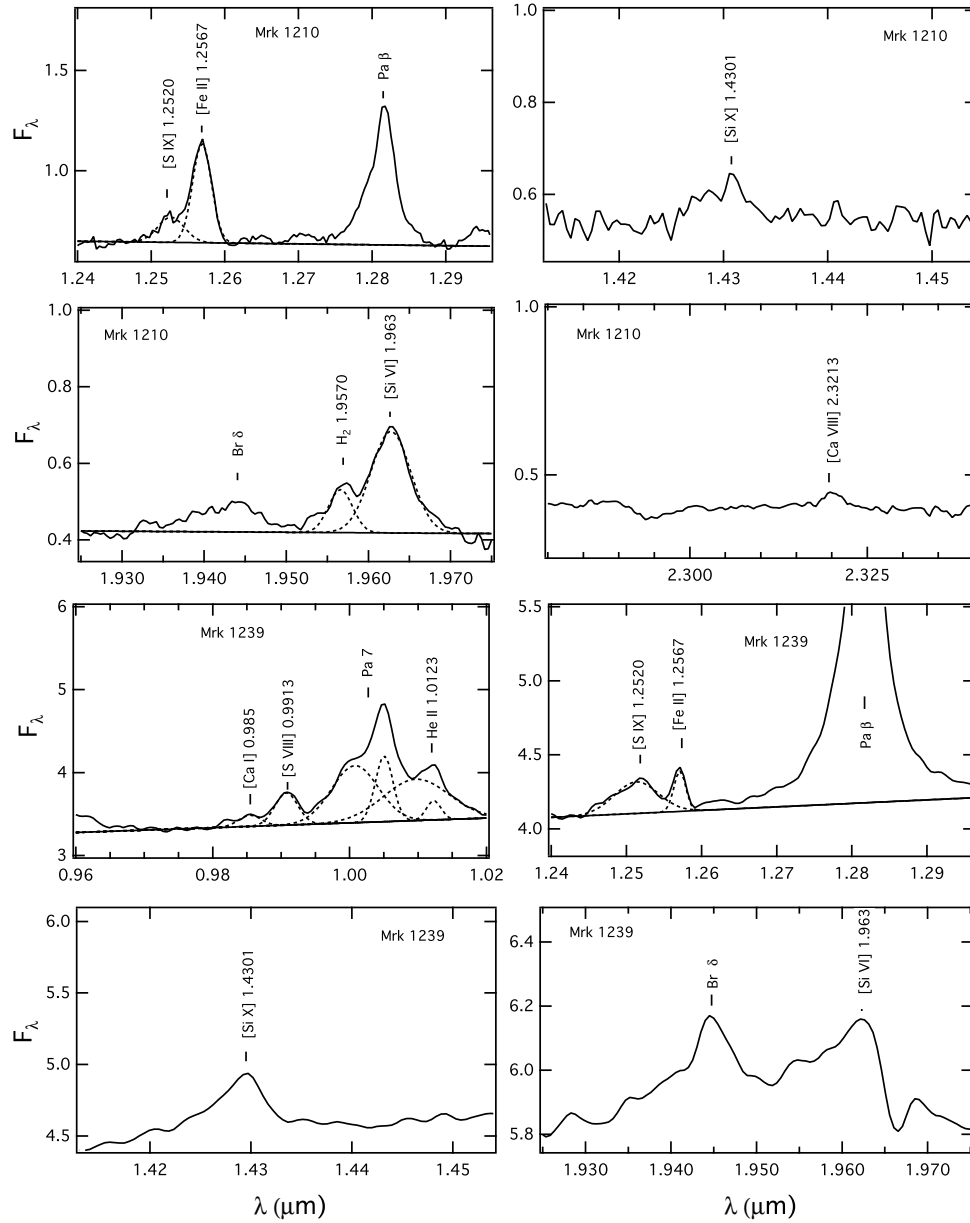 Mrk 1210
[S IX] 1.2520
[Fe II] 1.2567
Pa β
Fλ
1.5
1.0
1.24 1.25 1.26 1.27 1.28 1.29
Mrk 1210
[Si X] 1.4301
1.0
0.8
0.6
1.42 1.43 1.44 1.45
Mrk 1210
Br δ
H2 1.9570
[Si VI] 1.963
Fλ
1.0
0.8
0.6
0.4
1.930 1.940 1.950 1.960 1.970
Mrk 1210
[Ca VIII] 2.3213
1.0
0.5
2.300 2.325
Mrk 1239
[Ca I] 0.985
[S VIII] 0.9913
Pa 7
He II 1.0123
Fλ
6
5
4
3
0.96 0.98 1.00 1.02
Mrk 1239
[S IX] 1.2520
[Fe II] 1.2567
Pa β
5.5
5.0
4.5
4.0
1.24 1.25 1.26 1.27 1.28 1.29
Mrk 1239
[Si X] 1.4301
Fλ
6.0
5.5
5.0
4.5
1.42 1.43 1.44 1.45
λ (μm)
Mrk 1239
Br δ
[Si VI] 1.963
6.4
6.2
6.0
5.8
1.930 1.940 1.950 1.960 1.970
λ (μm)